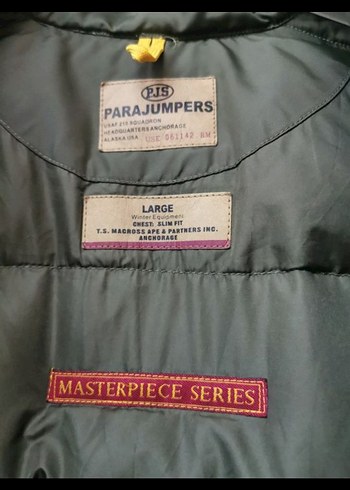 PJS
PARAJUMPERS
USAF 210 SQUADRON
HEADQUARTERS ANCHORAGE
ALASKA USA
LARGE
Winter Equipment
CHEST: SLIM FIT
T.S. MACROSS APE & PARTNERS INC.
ANCHORAGE
MASTERPIECE SERIES